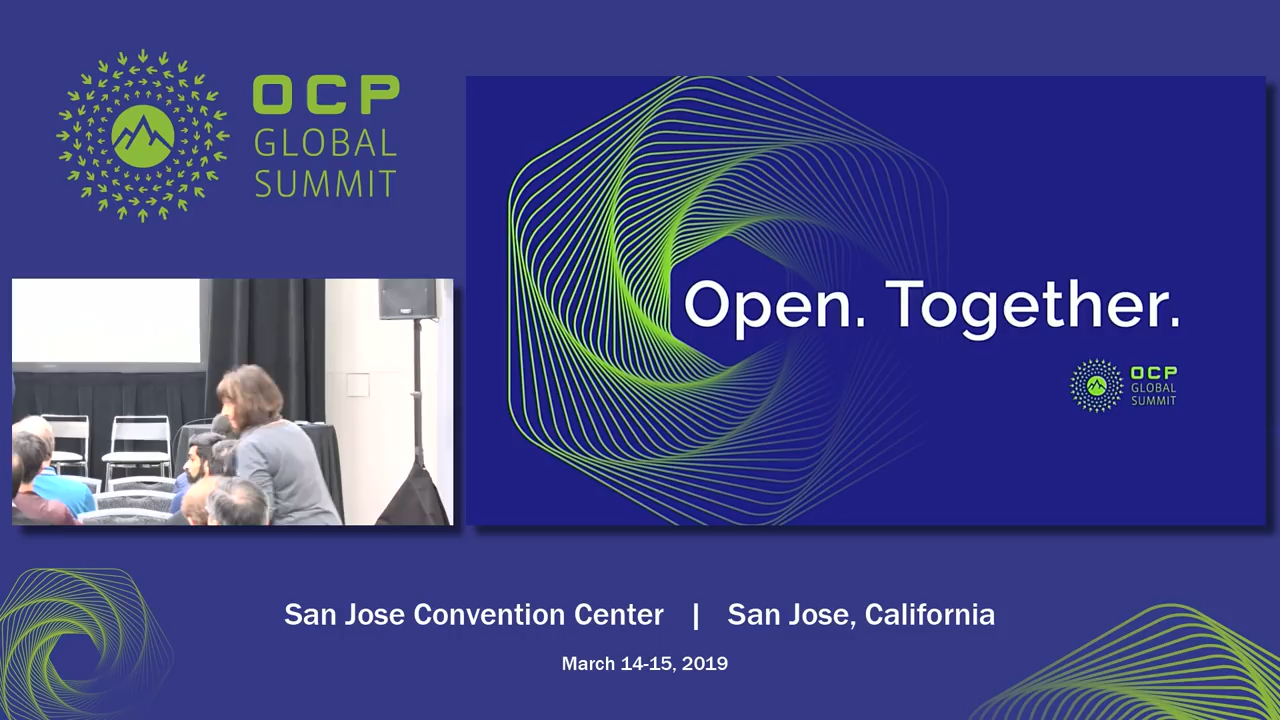 OCP
GLOBAL
SUMMIT
Open. Together.
OCP
GLOBAL
SUMMIT
San Jose Convention Center | San Jose, California
March 14-15, 2019